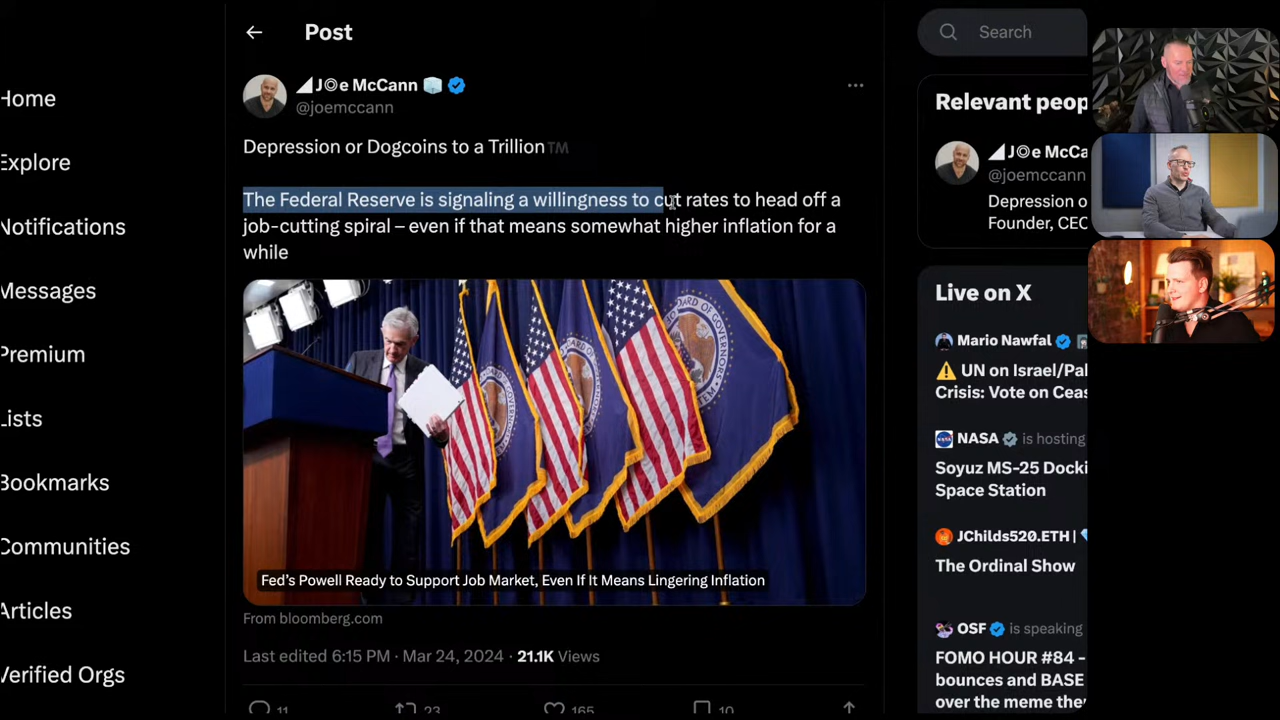 Post
Search
Home
Explore
Notifications
Messages
Premium
Lists
Bookmarks
Communities
Articles
Verified Orgs
J◎e McCann
@joemccann
Depression or Dogcoins to a Trillion™
The Federal Reserve is signaling a willingness to cut rates to head off a
job-cutting spiral – even if that means somewhat higher inflation for a
while
Fed's Powell Ready to Support Job Market, Even If It Means Lingering Inflation
From bloomberg.com
Last edited 6:15 PM · Mar 24, 2024 · 21.1K Views
11 23 165 10
Relevant peop
J◎e McCa
@joemccann
Depression o
Founder, CEO
Live on X
Mario Nawfal
⚠️ UN on Israel/Pal
Crisis: Vote on Ceas
NASA is hosting
Soyuz MS-25 Docki
Space Station
JChilds520.ETH |
The Ordinal Show
OSF is speaking
FOMO HOUR #84 -
bounces and BASE
over the meme the